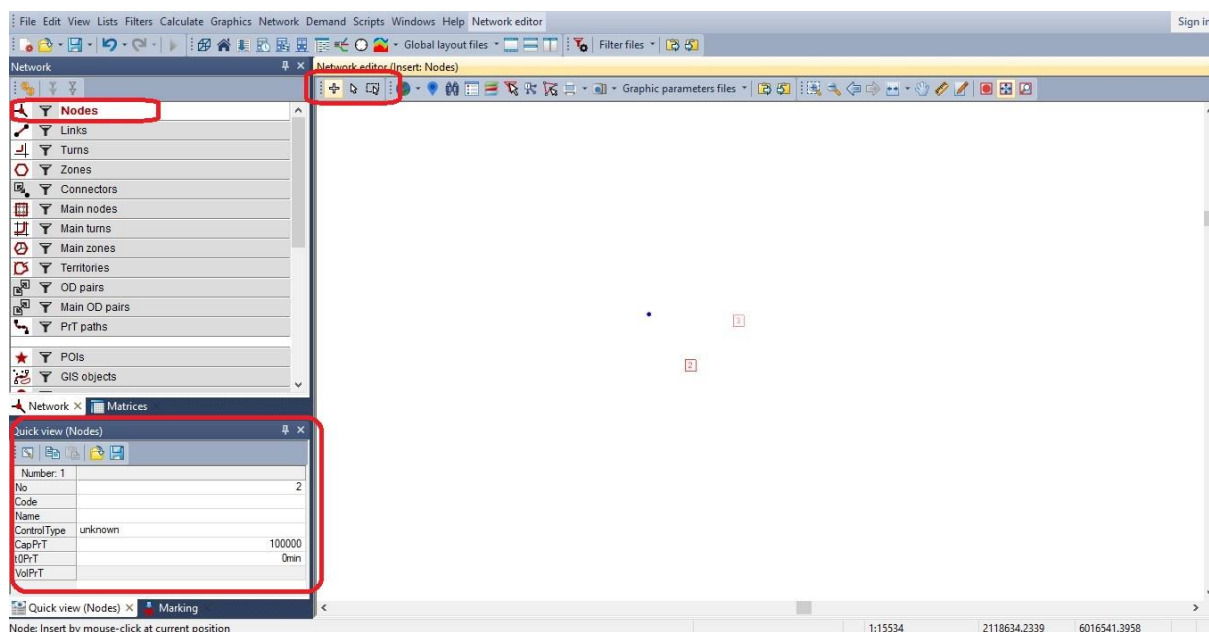 File Edit View Lists Filters Calculate Graphics Network Demand Scripts Windows Help Network editor
Sign in
Global layout files Filter files
Network
Network editor (Insert: Nodes)
Graphic parameters files
Nodes
Links
Turns
Zones
Connectors
Main nodes
Main turns
Main zones
Territories
OD pairs
Main OD pairs
PrT paths
POIs
GIS objects
3
2
Network Matrices
Quick view (Nodes)
Number: 1
No 2
Code
Name
ControlType unknown
CapPrT 100000
t0PrT 0min
VolPrT
Quick view (Nodes) Marking
Node: Insert by mouse-click at current position 1:15534 2118634.2339 6016541.3958